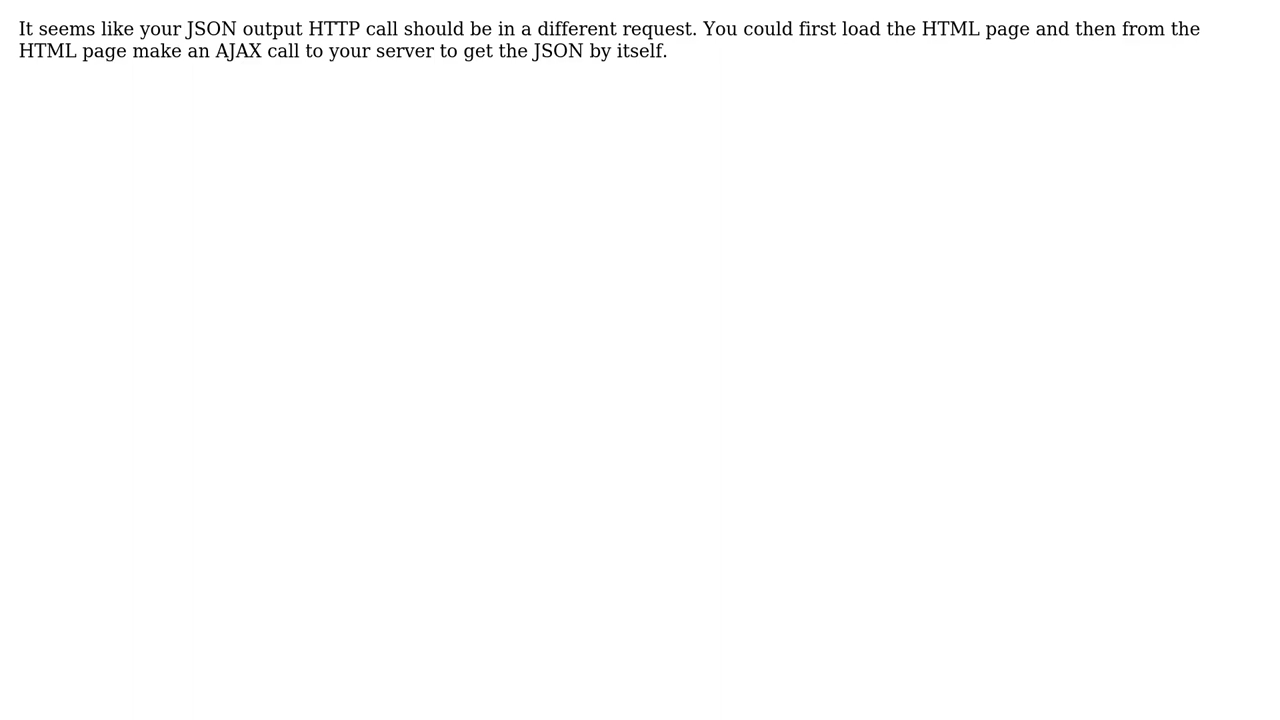 It seems like your JSON output HTTP call should be in a different request. You could first load the HTML page and then from the
HTML page make an AJAX call to your server to get the JSON by itself.